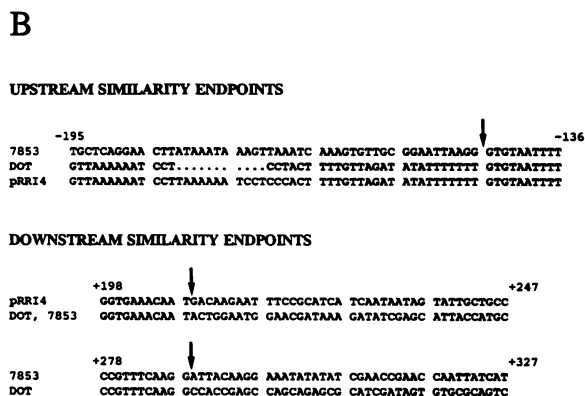 B
UPSTREAM SIMILARITY ENDPOINTS
-195 -136
7853 TGCTCAGGAA CTTATAAATA AAGTTAAATC AAAGTGTTGC GGAATTAAGG GTGTAATTTT
DOT GTTAAAAAAT CCT....... ...CCTACT TTTGTTAGAT ATATTTTTTT GTGTAATTTT
pRRI4 GTTAAAAAAT CCTTAAAAAA TCCTCCCACT TTTGTTAGAT ATATTTTTTT GTGTAATTTT
DOWNSTREAM SIMILARITY ENDPOINTS
+198 +247
pRRI4 GGTGAAACAA TGACAAGAAT TTCCGCATCA TCAATAATAG TATTGCTGCC
DOT, 7853 GGTGAAACAA TACTGGAATG GAACGATAAA GATATCGAGC ATTACCATGC
+278 +327
7853 CCGTTTCAAG GATTACAAGG AAATATATAT CGAACCGAAC CAATTATCAT
DOT CCGTTTCAAG GCCACCGAGC CAGCAGAGCG CATCGATAGT GTGCGCAGTC